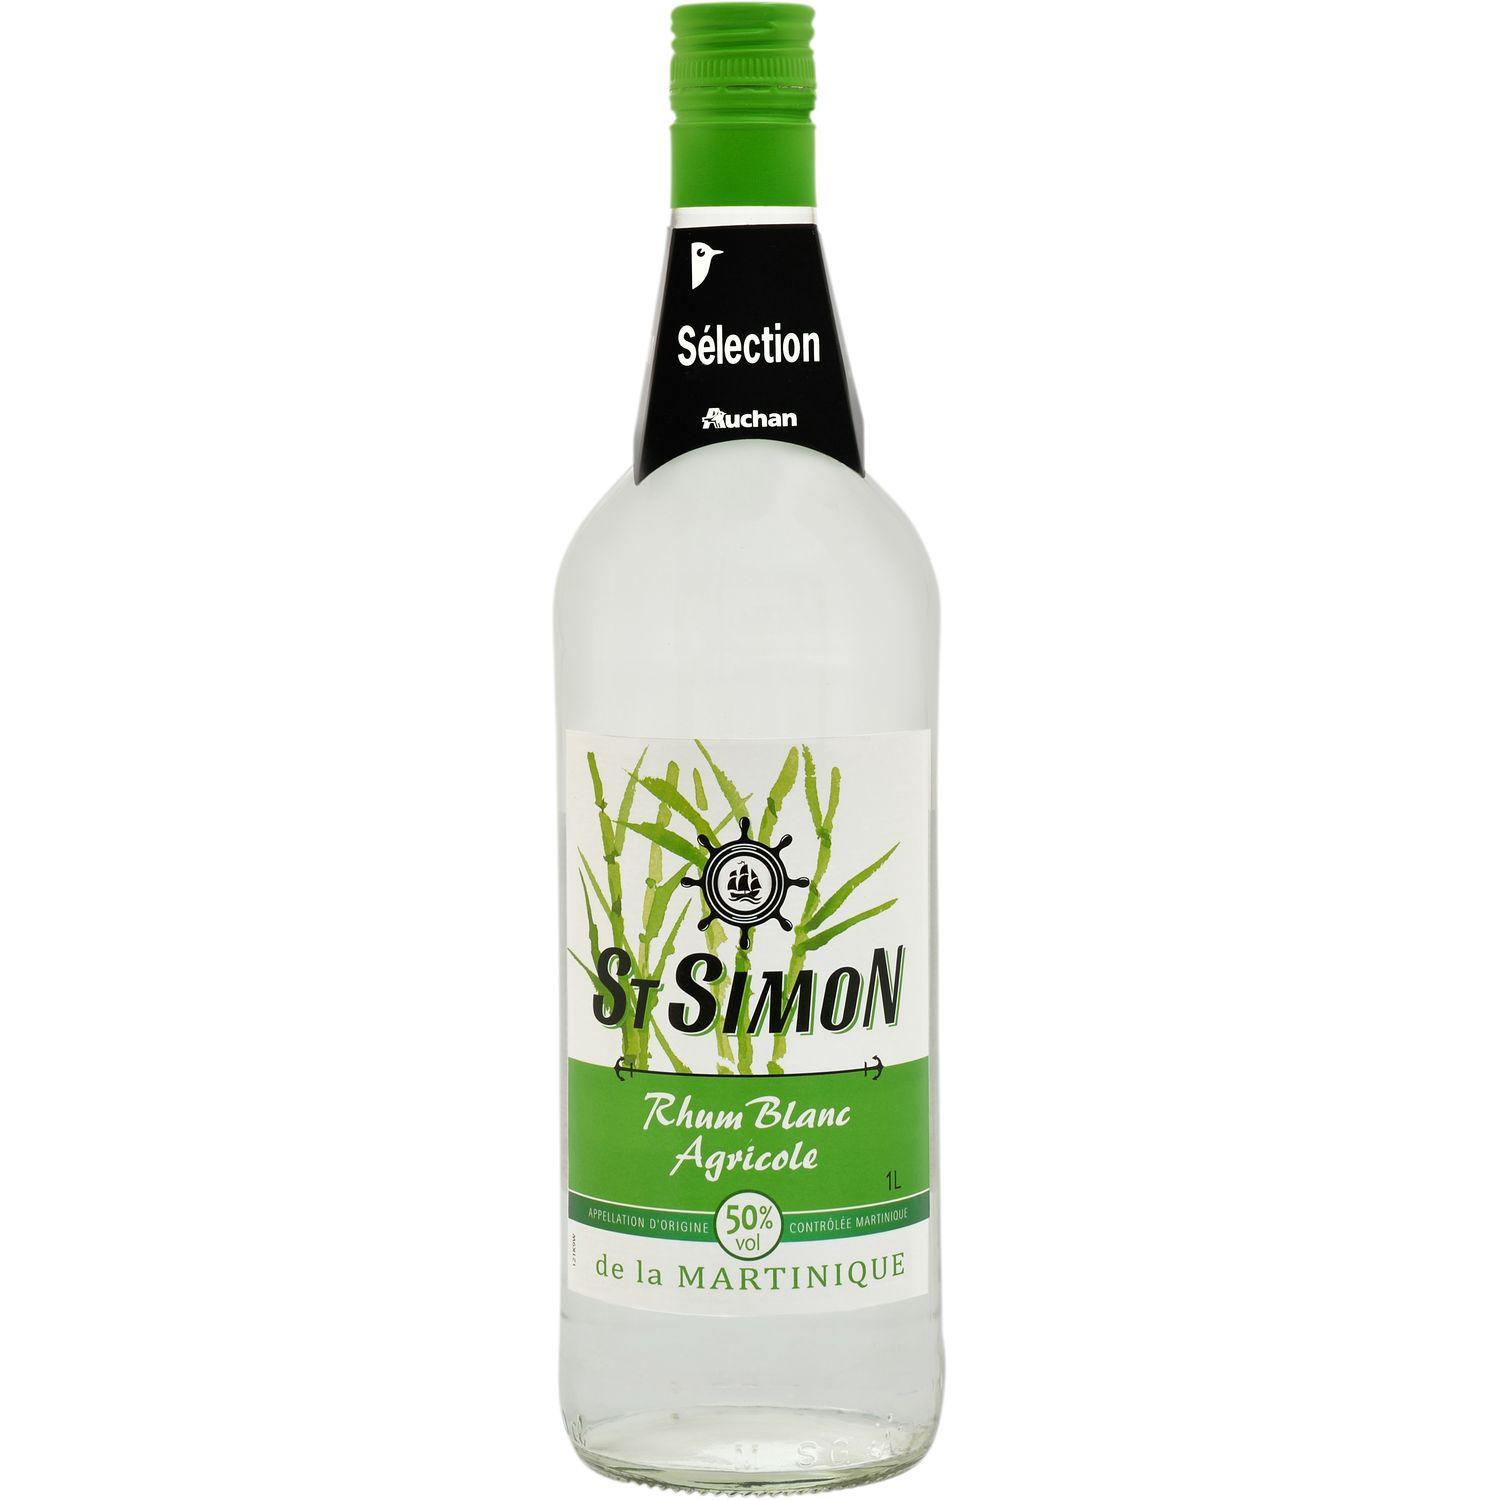 Sélection
Auchan
ST SIMON
Rhum Blanc
Agricole
1L
APPELLATION D'ORIGINE 50% vol CONTRÔLÉE MARTINIQUE
de la MARTINIQUE